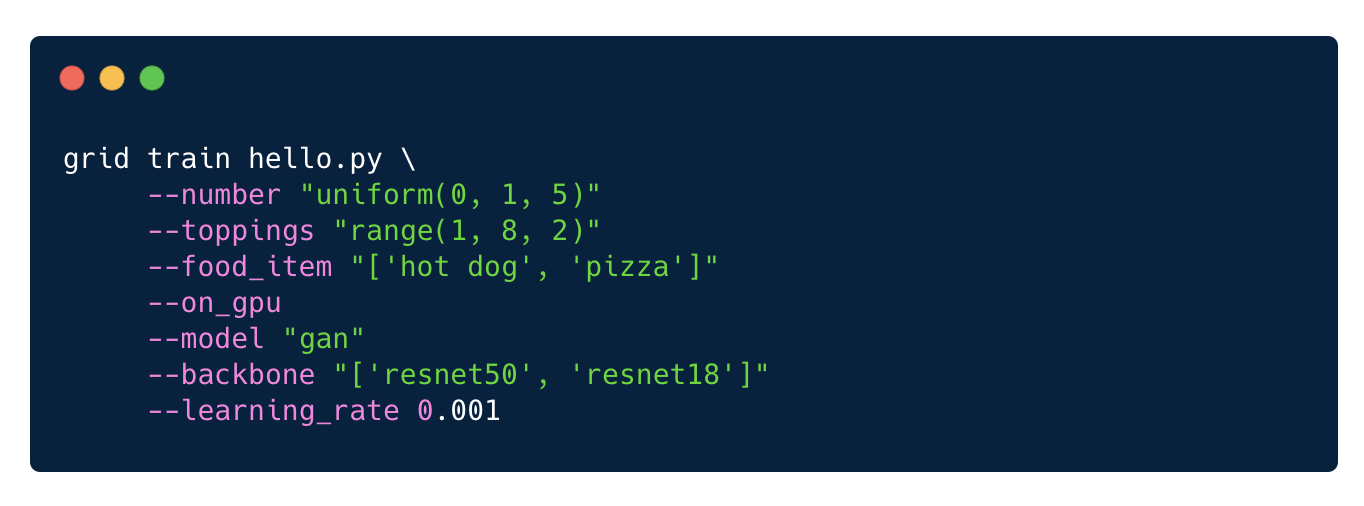 grid train hello.py \
--number "uniform(0, 1, 5)"
--toppings "range(1, 8, 2)"
--food_item "['hot dog', 'pizza']"
--on_gpu
--model "gan"
--backbone "['resnet50', 'resnet18']"
--learning_rate 0.001